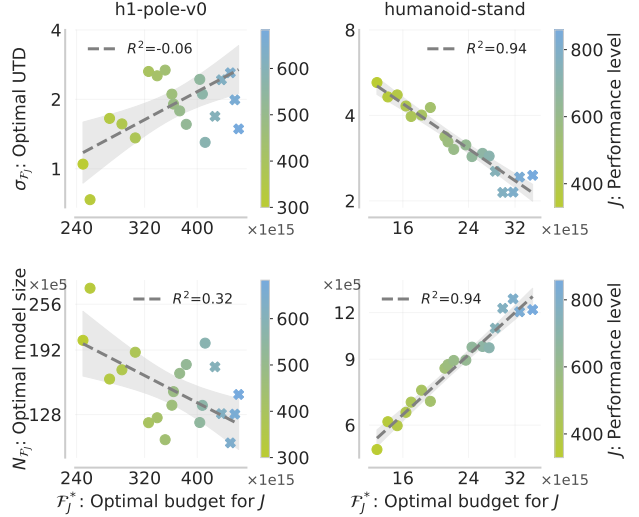 h1-pole-v0
humanoid-stand
σ_{𝓕_J}: Optimal UTD
4
2
1
R²=-0.06
240 320 400 ×1e15
600
500
400
300
8
4
2
R²=0.94
16 24 32 ×1e15
800
600
400
J: Performance level
N_{𝓕_J}: Optimal model size
×1e5
256
192
128
R²=0.32
240 320 400 ×1e15
𝓕*_J: Optimal budget for J
600
500
400
300
×1e5
12
9
6
R²=0.94
16 24 32 ×1e15
𝓕*_J: Optimal budget for J
800
600
400
J: Performance level